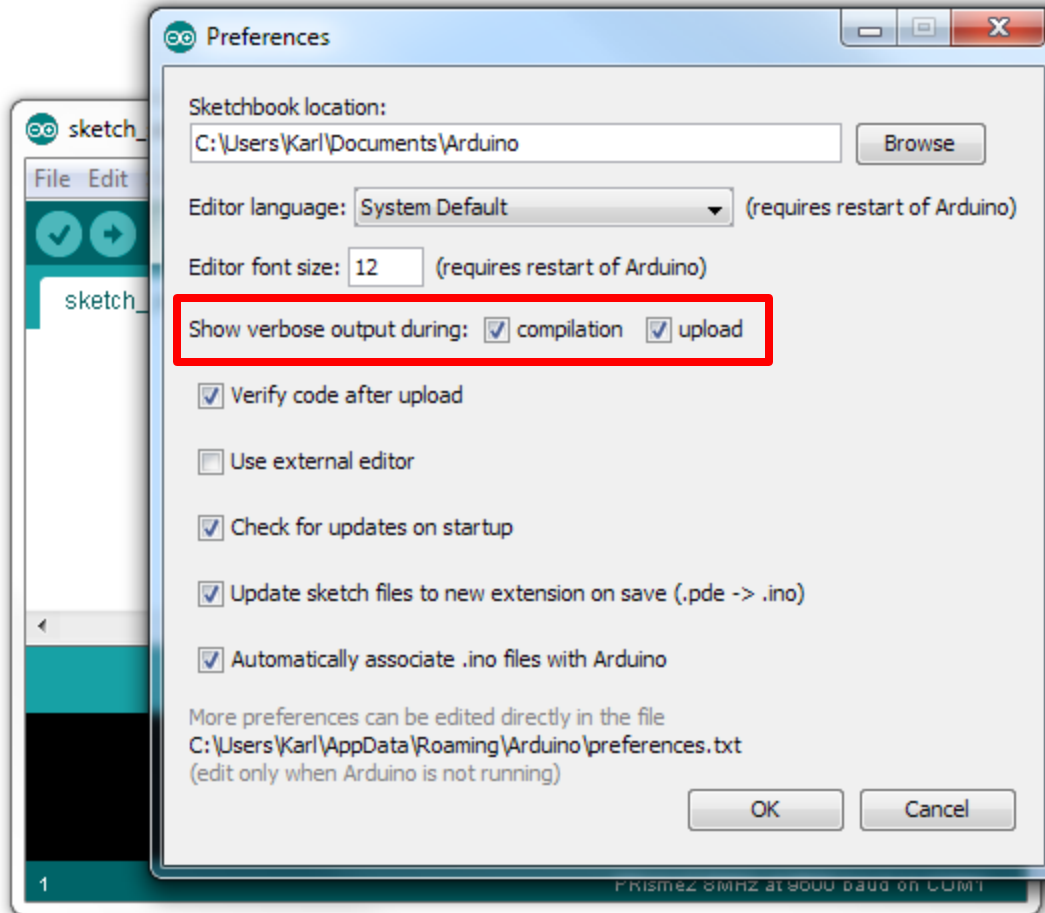 Preferences
Sketchbook location:
C:\Users\Karl\Documents\Arduino
Browse
Editor language: System Default (requires restart of Arduino)
Editor font size: 12 (requires restart of Arduino)
Show verbose output during: compilation upload
Verify code after upload
Use external editor
Check for updates on startup
Update sketch files to new extension on save (.pde -> .ino)
Automatically associate .ino files with Arduino
More preferences can be edited directly in the file
C:\Users\Karl\AppData\Roaming\Arduino\preferences.txt
(edit only when Arduino is not running)
OK Cancel
sketch_
File Edit
sketch_
1 PRisme2 8MHz at 9600 baud on COM1